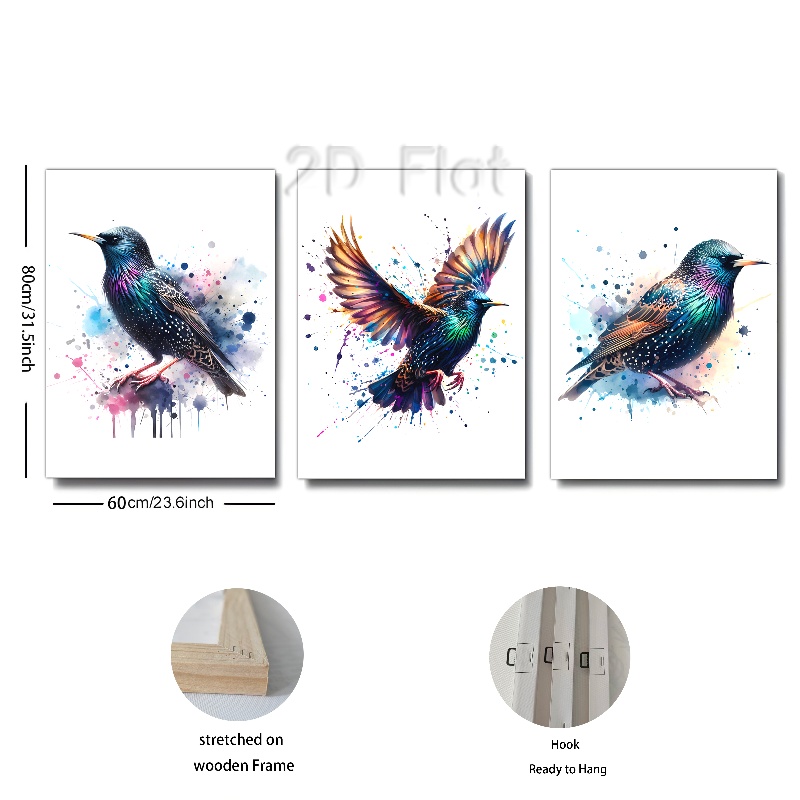 2D Flat
80cm/31.5inch
60cm/23.6inch
stretched on
wooden Frame
Hook
Ready to Hang